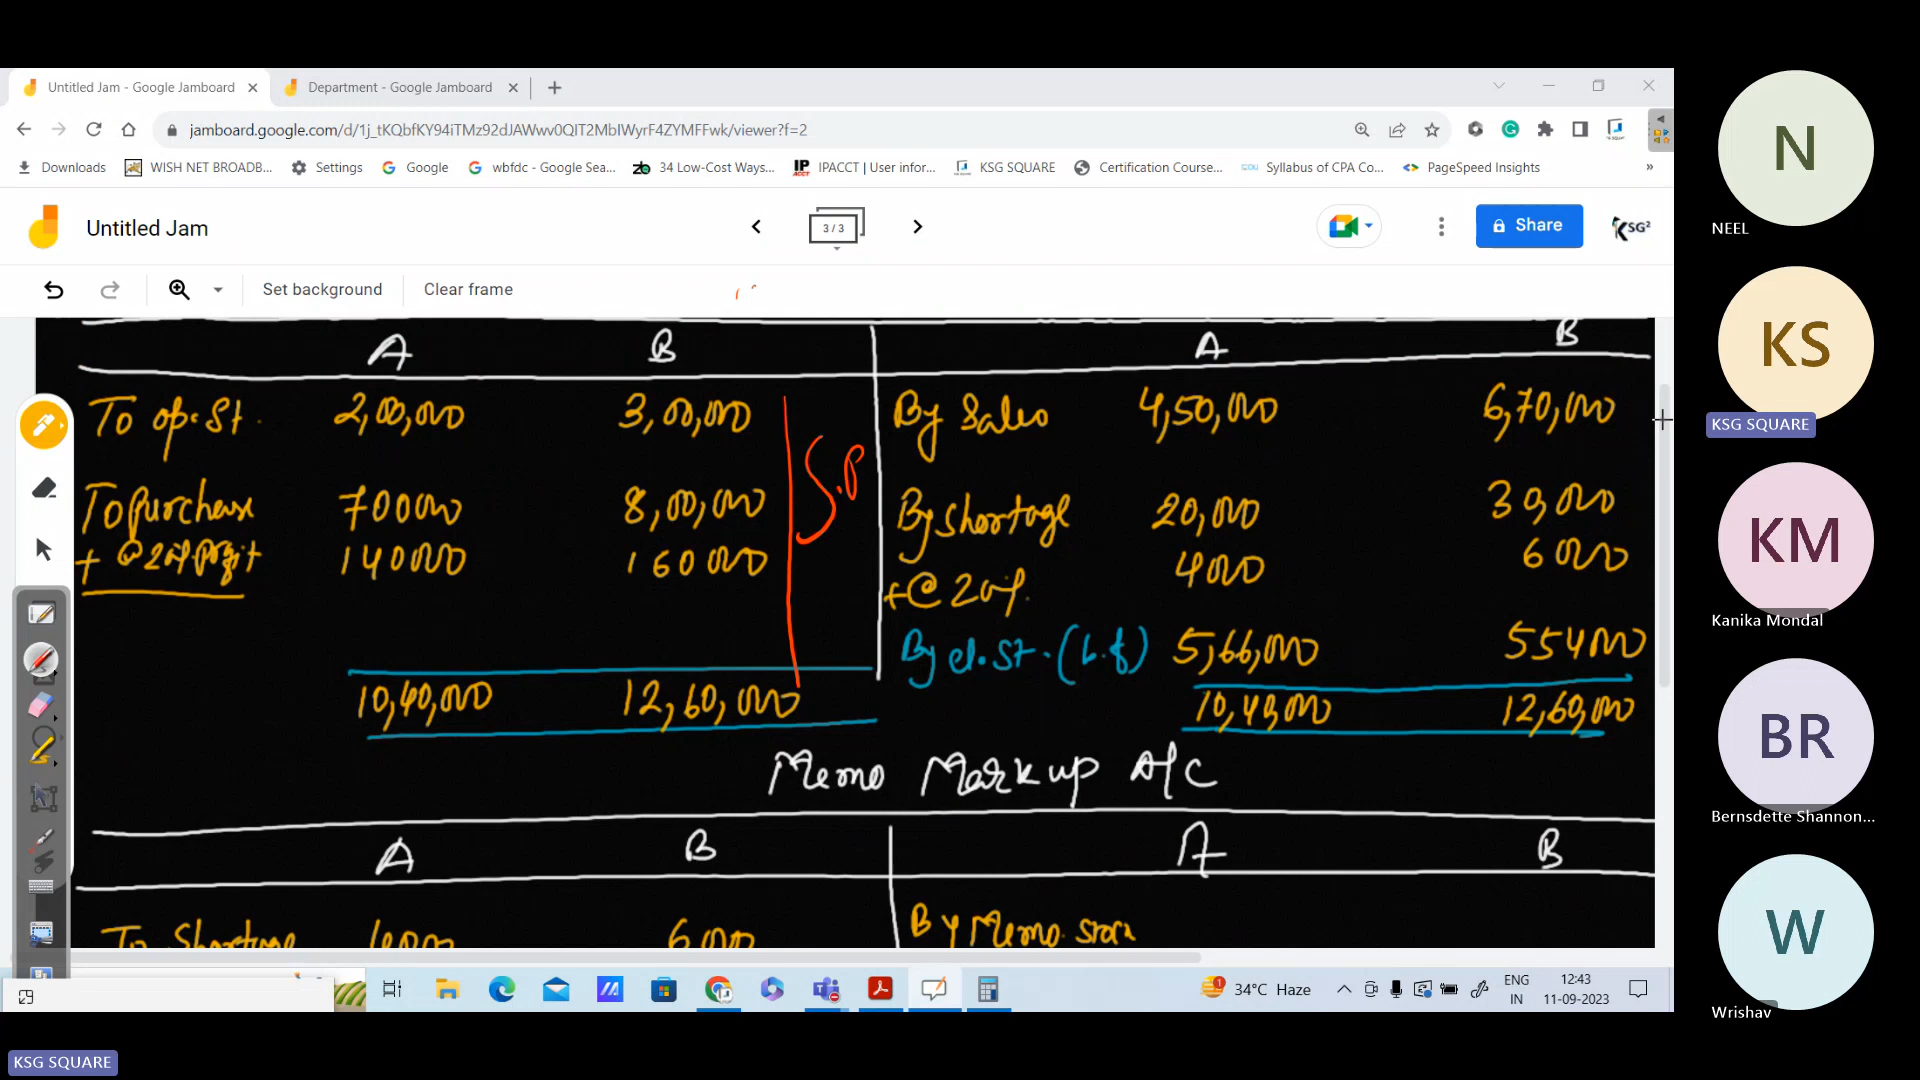 Untitled Jam - Google Jamboard
Department - Google Jamboard
jamboard.google.com/d/1j_tKQbfKY94iTMz92dJAWwv0QIT2MbIWyrF4ZYMFFwk/viewer?f=2
Downloads WISH NET BROADB... Settings Google wbfdc - Google Sea... 34 Low-Cost Ways... IPACCT | User infor... KSG SQUARE Certification Course... Syllabus of CPA Co... PageSpeed Insights »
Untitled Jam 3 / 3 Share KSG²
Set background Clear frame
A B A B
To op. St. 2,00,000 3,00,000 By Sales 4,50,000 6,70,000
S.P
To purchase 700000 8,00,000 By shortage 20,000 30,000
+ @ 20% profit 140000 160000 + @ 20%. 4000 6000
By cl. St. (b.f) 5,66,000 554000
10,40,000 12,60,000 10,40,000 12,60,000
Memo Markup A/C
A B A B
To Shortage 4000 6000 By Memo stock
34°C Haze ENG IN 12:43 11-09-2023
N
NEEL
KS
KSG SQUARE
KM
Kanika Mondal
BR
Bernsdette Shannon...
W
Wrishav
KSG SQUARE